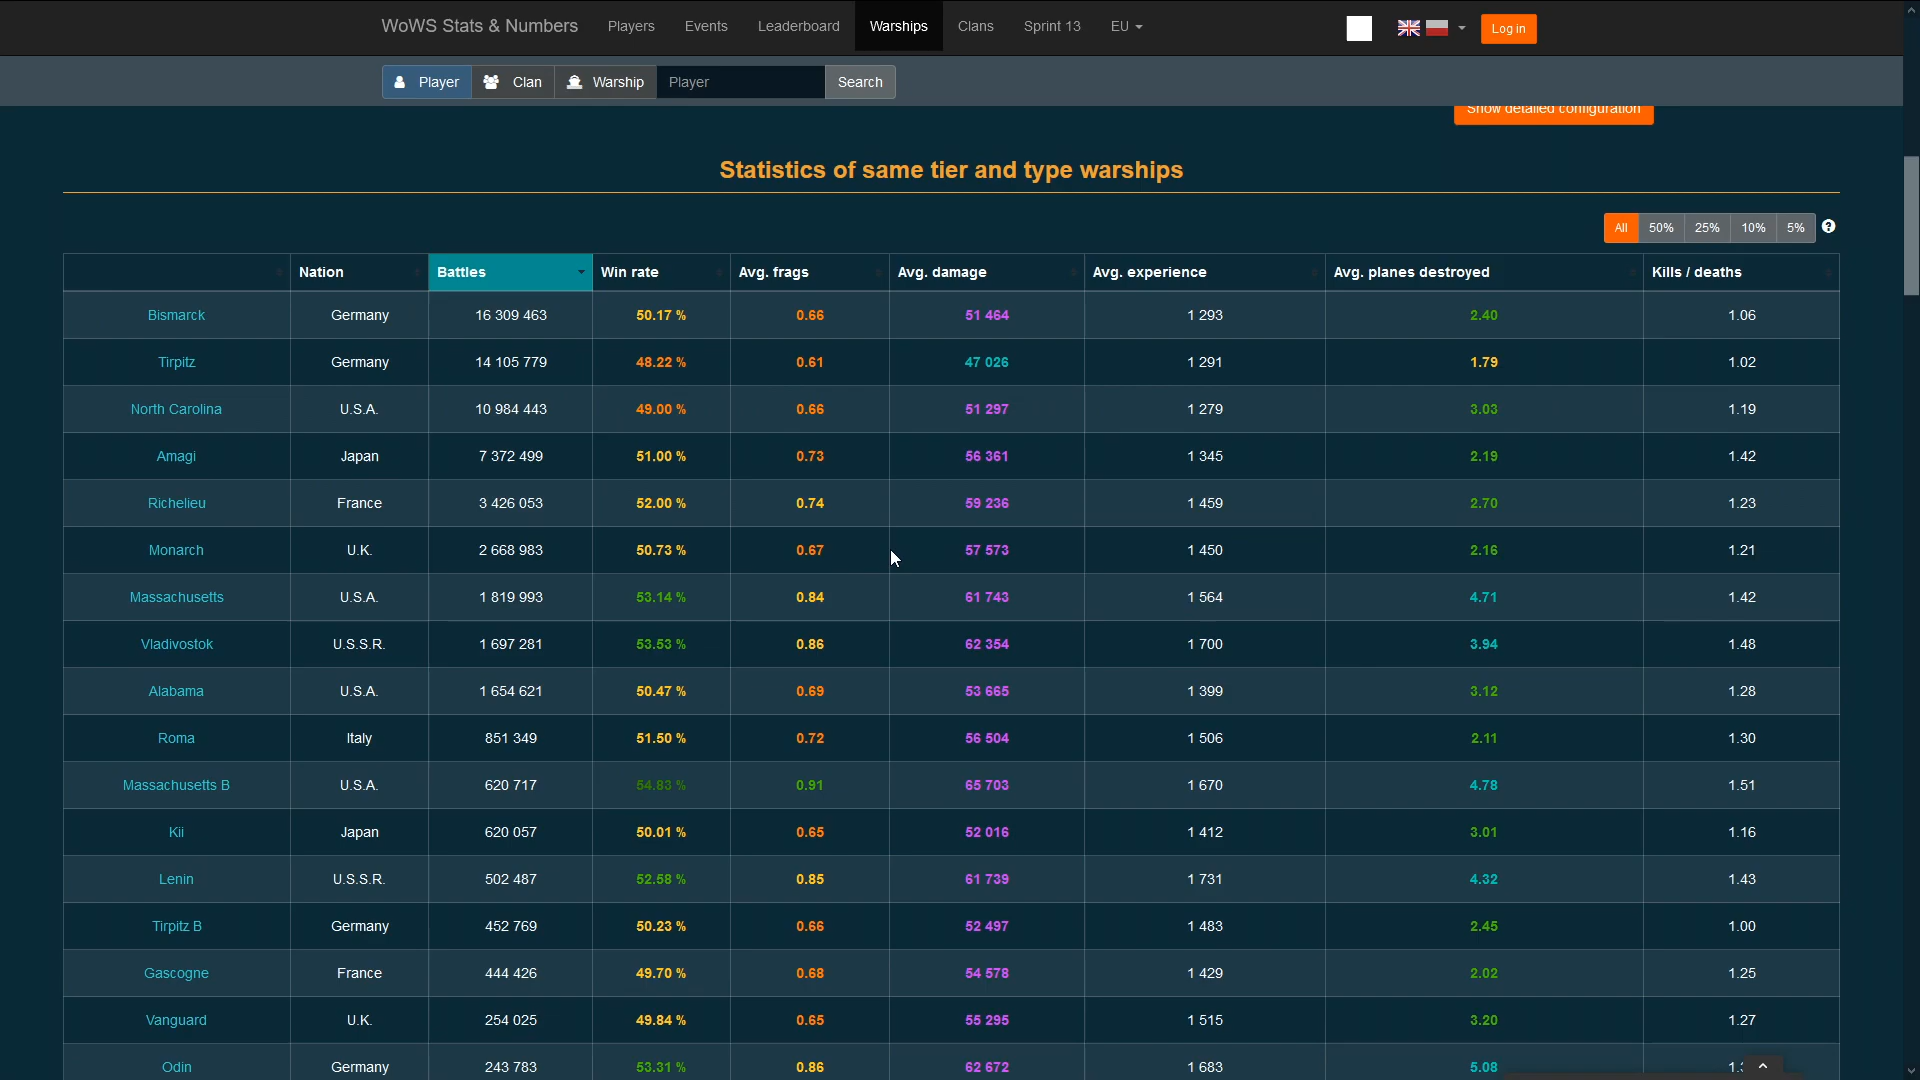 WoWS Stats & Numbers Players Events Leaderboard Warships Clans Sprint 13 EU Log in
Player Clan Warship Player Search
Show detailed configuration
Statistics of same tier and type warships
All 50% 25% 10% 5%
Nation Battles Win rate Avg. frags Avg. damage Avg. experience Avg. planes destroyed Kills / deaths
Bismarck Germany 16 309 463 50.17 % 0.66 51 464 1 293 2.40 1.06
Tirpitz Germany 14 105 779 48.22 % 0.61 47 026 1 291 1.79 1.02
North Carolina U.S.A. 10 984 443 49.00 % 0.66 51 297 1 279 3.03 1.19
Amagi Japan 7 372 499 51.00 % 0.73 56 361 1 345 2.19 1.42
Richelieu France 3 426 053 52.00 % 0.74 59 236 1 459 2.70 1.23
Monarch U.K. 2 668 983 50.73 % 0.67 57 573 1 450 2.16 1.21
Massachusetts U.S.A. 1 819 993 53.14 % 0.84 61 743 1 564 4.71 1.42
Vladivostok U.S.S.R. 1 697 281 53.53 % 0.86 62 354 1 700 3.94 1.48
Alabama U.S.A. 1 654 621 50.47 % 0.69 53 665 1 399 3.12 1.28
Roma Italy 851 349 51.50 % 0.72 56 504 1 506 2.11 1.30
Massachusetts B U.S.A. 620 717 54.83 % 0.91 65 703 1 670 4.78 1.51
Kii Japan 620 057 50.01 % 0.65 52 016 1 412 3.01 1.16
Lenin U.S.S.R. 502 487 52.58 % 0.85 61 739 1 731 4.32 1.43
Tirpitz B Germany 452 769 50.23 % 0.66 52 497 1 483 2.45 1.00
Gascogne France 444 426 49.70 % 0.68 54 578 1 429 2.02 1.25
Vanguard U.K. 254 025 49.84 % 0.65 55 295 1 515 3.20 1.27
Odin Germany 243 783 53.31 % 0.86 62 672 1 683 5.08